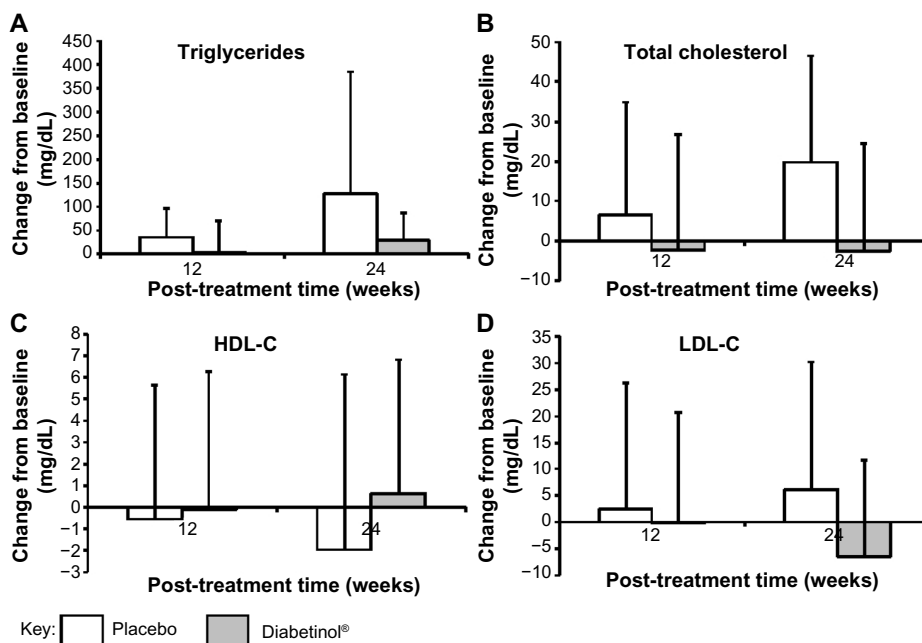 A
Triglycerides
Change from baseline
(mg/dL)
450
400
350
300
250
200
150
100
50
0
12
24
Post-treatment time (weeks)
B
Total cholesterol
Change from baseline
(mg/dL)
50
40
30
20
10
0
−10
12
24
Post-treatment time (weeks)
C
HDL-C
Change from baseline
(mg/dL)
8
7
6
5
4
3
2
1
0
−1
−2
−3
12
24
Post-treatment time (weeks)
D
LDL-C
Change from baseline
(mg/dL)
35
30
25
20
15
10
5
0
−5
−10
12
24
Post-treatment time (weeks)
Key: Placebo Diabetinol®